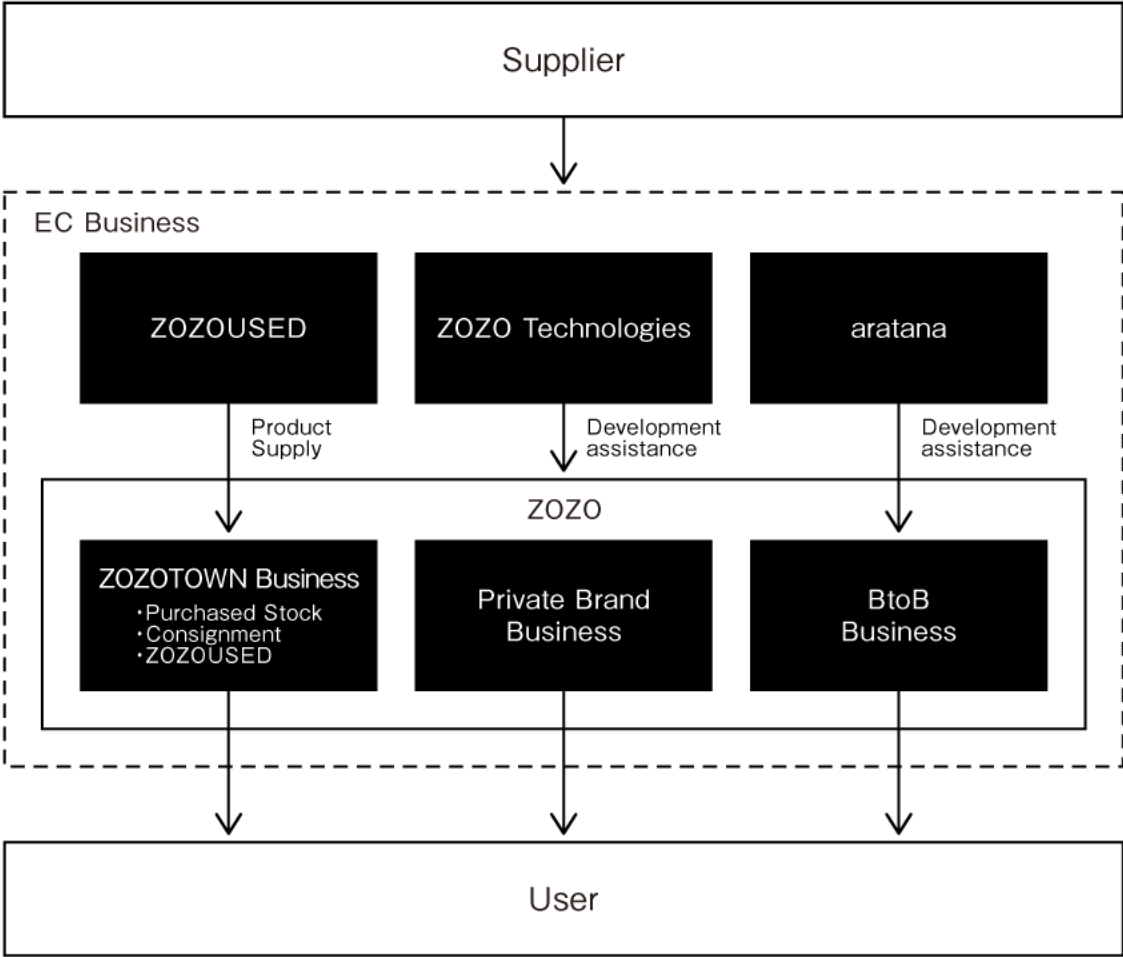 Supplier
EC Business
ZOZOUSED
ZOZO Technologies
aratana
Product
Supply
Development
assistance
Development
assistance
ZOZO
ZOZOTOWN Business
・Purchased Stock
・Consignment
・ZOZOUSED
Private Brand
Business
BtoB
Business
User